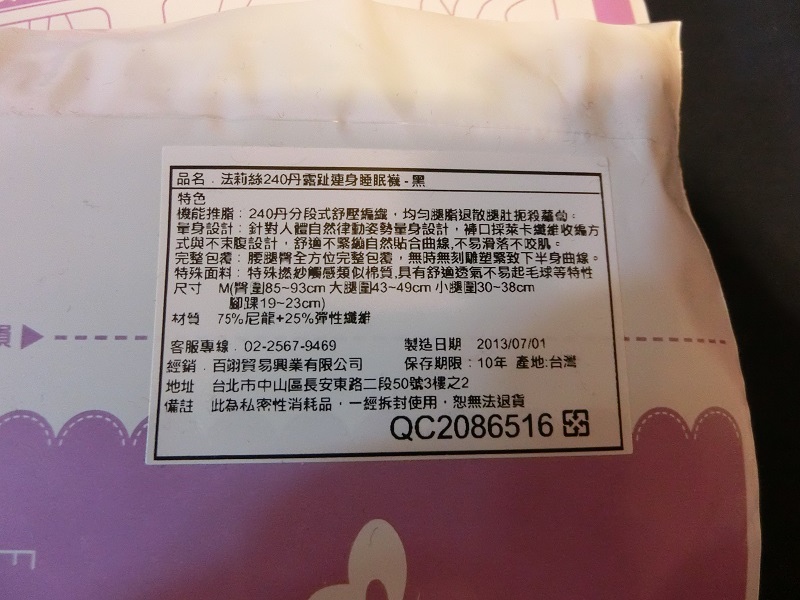 品名．法莉絲240丹露趾連身睡眠襪-黑
特色
機能推脂：240丹分段式舒壓編織，均勻腿脂退散腿肚扼殺蘿蔔。
量身設計：針對人體自然律動姿勢量身設計，褲口採萊卡纖維收編方
式與不束腹設計，舒適不緊繃自然貼合曲線,不易滑落不咬肌。
完整包覆：腰腿臀全方位完整包覆，無時無刻雕塑緊致下半身曲線。
特殊面料：特殊撚紗觸感類似棉質,具有舒適透氣不易起毛球等特性
尺寸 M(臀圍85~93cm 大腿圍43~49cm 小腿圍30~38cm
腳踝19~23cm)
材質 75%尼龍+25%彈性纖維
客服專線．02-2567-9469 製造日期 2013/07/01
經銷．百翊貿易興業有限公司 保存期限：10年 產地:台灣
地址 台北市中山區長安東路二段50號3樓之2
備註 此為私密性消耗品，一經拆封使用，恕無法退貨
QC2086516